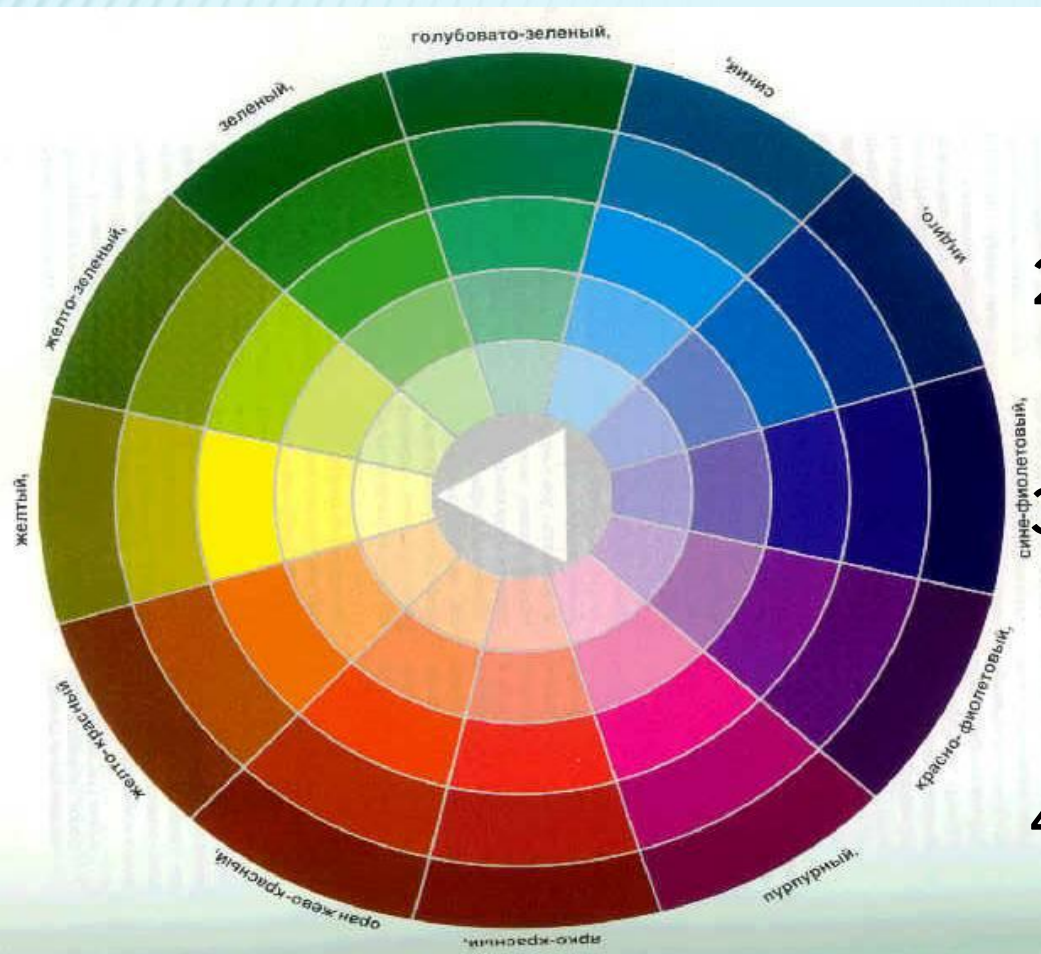 голубовато-зеленый,
синий,
индиго,
сине-фиолетовый,
красно-фиолетовый,
пурпурный,
ярко-красный,
оранжево-красный,
желто-красный
желтый,
желто-зеленый,
зеленый,